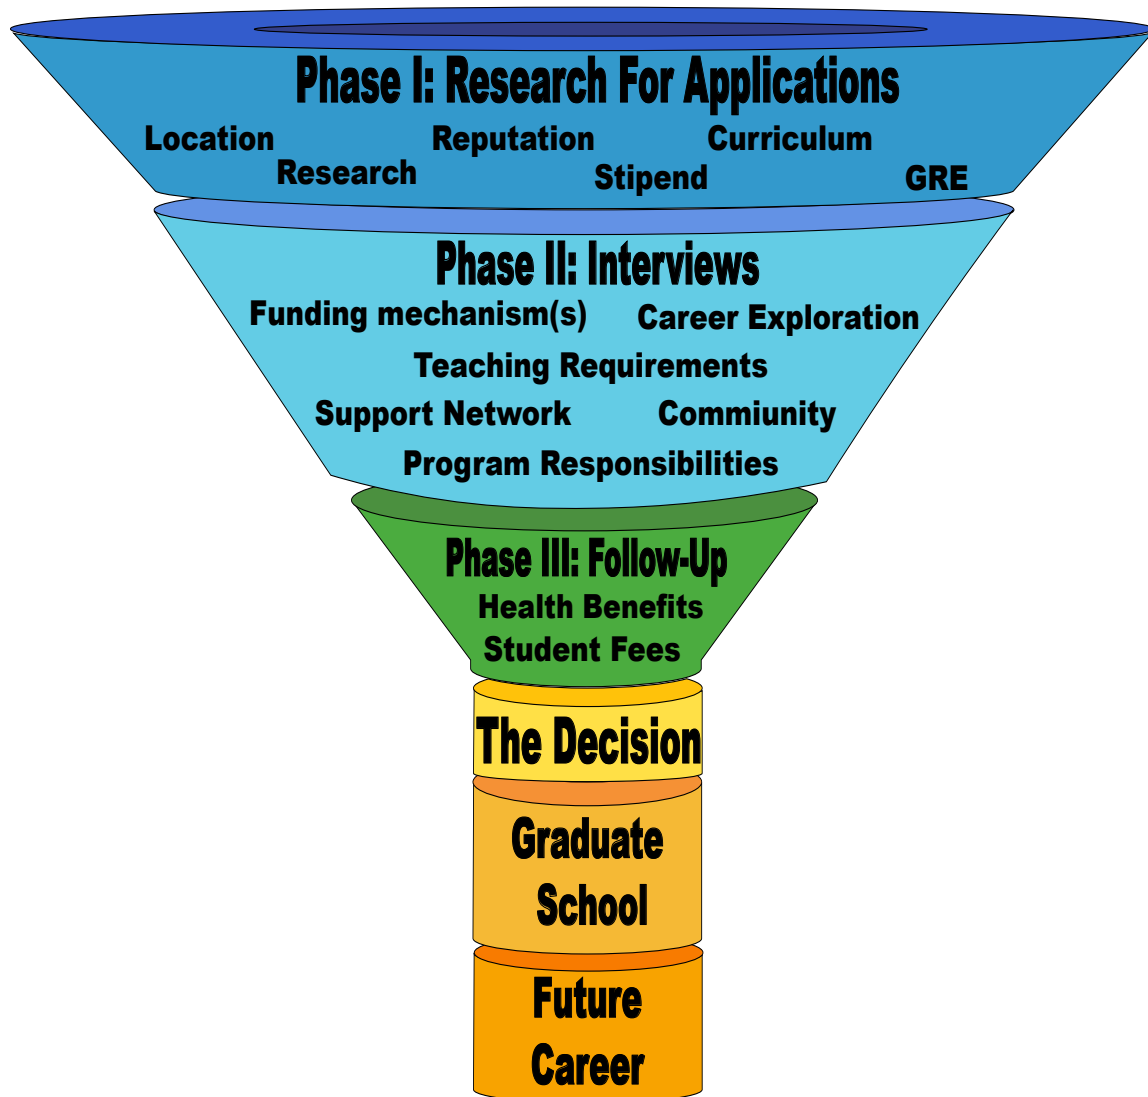 Phase I: Research For Applications
Location Reputation Curriculum
Research Stipend GRE
Phase II: Interviews
Funding mechanism(s) Career Exploration
Teaching Requirements
Support Network Commiunity
Program Responsibilities
Phase III: Follow-Up
Health Benefits
Student Fees
The Decision
Graduate
School
Future
Career